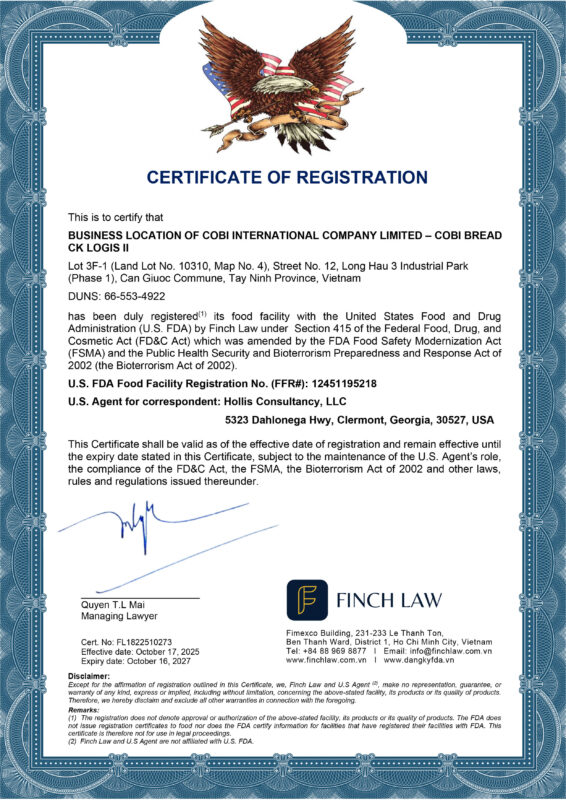 CERTIFICATE OF REGISTRATION
This is to certify that
BUSINESS LOCATION OF COBI INTERNATIONAL COMPANY LIMITED – COBI BREAD
CK LOGIS II
Lot 3F-1 (Land Lot No. 10310, Map No. 4), Street No. 12, Long Hau 3 Industrial Park
(Phase 1), Can Giuoc Commune, Tay Ninh Province, Vietnam
DUNS: 66-553-4922
has been duly registered(1) its food facility with the United States Food and Drug
Administration (U.S. FDA) by Finch Law under Section 415 of the Federal Food, Drug, and
Cosmetic Act (FD&C Act) which was amended by the FDA Food Safety Modernization Act
(FSMA) and the Public Health Security and Bioterrorism Preparedness and Response Act of
2002 (the Bioterrorism Act of 2002).
U.S. FDA Food Facility Registration No. (FFR#): 12451195218
U.S. Agent for correspondent: Hollis Consultancy, LLC
5323 Dahlonega Hwy, Clermont, Georgia, 30527, USA
This Certificate shall be valid as of the effective date of registration and remain effective until
the expiry date stated in this Certificate, subject to the maintenance of the U.S. Agent's role,
the compliance of the FD&C Act, the FSMA, the Bioterrorism Act of 2002 and other laws,
rules and regulations issued thereunder.
Quyen T.L Mai
Managing Lawyer
Cert. No: FL1822510273
Effective date: October 17, 2025
Expiry date: October 16, 2027
FINCH LAW
Fimexco Building, 231-233 Le Thanh Ton,
Ben Thanh Ward, District 1, Ho Chi Minh City, Vietnam
Tel: +84 88 969 8877 I Email: info@finchlaw.com.vn
www.finchlaw.com.vn I www.dangkyfda.vn
Disclaimer:
Except for the affirmation of registration outlined in this Certificate, we, Finch Law and U.S Agent (2), make no representation, guarantee, or
warranty of any kind, express or implied, including without limitation, concerning the above-stated facility, its products or its quality of products.
Therefore, we hereby disclaim and exclude all other warranties in connection with the foregoing.
Remarks:
(1) The registration does not denote approval or authorization of the above-stated facility, its products or its quality of products. The FDA does
not issue registration certificates to food nor does the FDA certify information for facilities that have registered their facilities with FDA. This
certificate is therefore not for use in legal proceedings.
(2) Finch Law and U.S Agent are not affiliated with U.S. FDA.